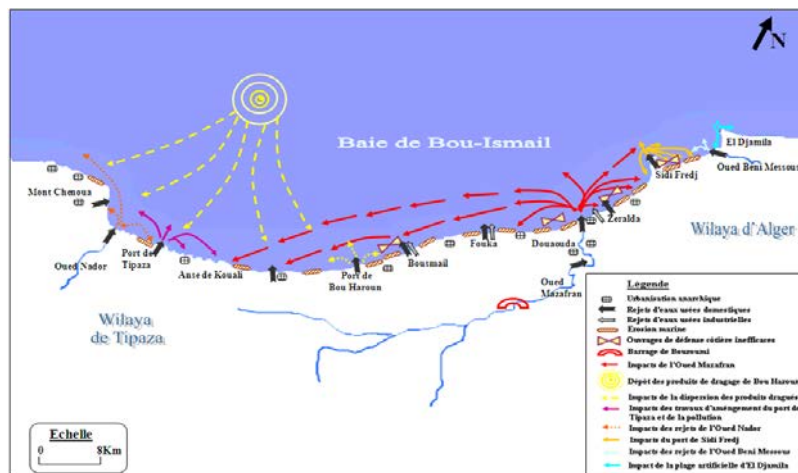 N
Baie de Bou-Ismail
El Djamila
Oued Beni Messous
Sidi Fredj
Mont Chenoua
Zeralda
Wilaya d'Alger
Port de
Tipaza
Oued Nador
Anse de Kouali
Port de
Bou Haroun
Boutmail
Fouka
Douaouda
Oued
Mazafran
Wilaya
de Tipaza
Echelle
0 8Km
Légende
Urbanisation anarchique
Rejets d'eaux usées domestiques
Rejets d'eaux usées industrielles
Erosion marine
Ouvrages de défense côtière inefficaces
Barrage de Bouroumi
Impacts de l'Oued Mazafran
Dépôt des produits de dragage de Bou Haroun
Impacts de la dispersion des produits dragués
Impacts des travaux d'améngement du port de
Tipaza et de la pollution
Impacts des rejets de l'Oued Nador
Impacts du port de Sidi Fredj
Impacts des rejets de l'Oued Beni Messous
Impact de la plage artificielle d'El Djamila